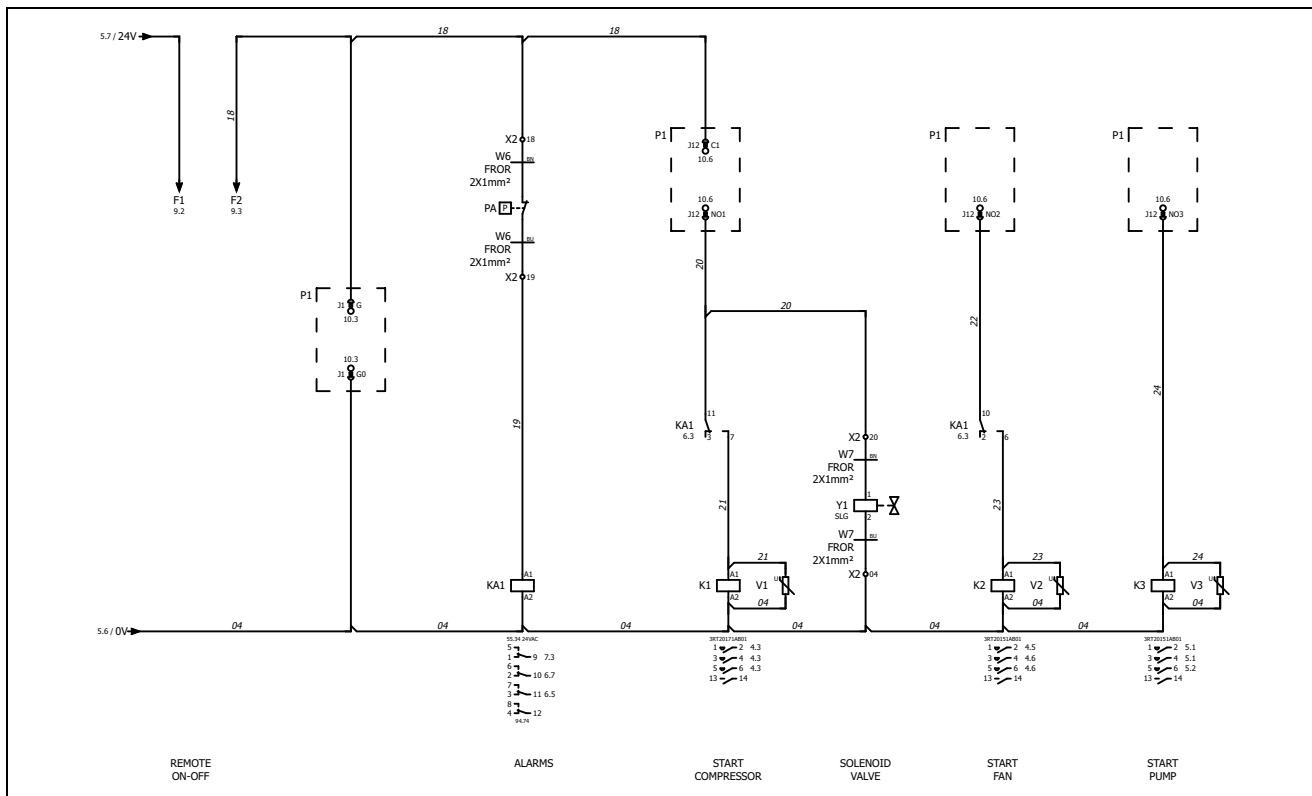 5.7 / 24V
18
18
18
F1
9.2
F2
9.3
X2 18
W6 BN
FROR
2X1mm²
PA P
W6 BU
FROR
2X1mm²
X2 19
P1
J12 C1
10.6
10.6
J12 NO1
P1
10.6
J12 NO2
P1
10.6
J12 NO3
P1
J1 G
10.3
10.3
J1 G0
20
20
22
24
19
11
KA1
6.3 3 7
X2 20
W7 BN
FROR
2X1mm²
1
Y1
SLG 2
W7 BU
FROR
2X1mm²
X2 04
10
KA1
6.3 2 6
21
23
A1
KA1
A2
21
A1
K1 V1 U
A2
04
23
A1
K2 V2 U
A2
04
24
A1
K3 V3 U
A2
04
5.6 / 0V
04 04 04 04 04
55.34 24VAC
5
1 9 7.3
6
2 10 6.7
7
3 11 6.5
8
4 12
94.74
3RT20171AB01
1 2 4.3
3 4 4.3
5 6 4.3
13 14
3RT20151AB01
1 2 4.5
3 4 4.6
5 6 4.6
13 14
3RT20151AB01
1 2 5.1
3 4 5.1
5 6 5.2
13 14
REMOTE
ON-OFF
ALARMS
START
COMPRESSOR
SOLENOID
VALVE
START
FAN
START
PUMP